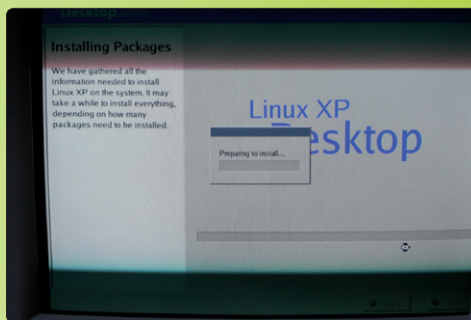 Desktop
Installing Packages
We have gathered all the
information needed to install
Linux XP on the system. It may
take a while to install everything,
depending on how many
packages need to be installed.
Linux XP
Desktop
Preparing to install...